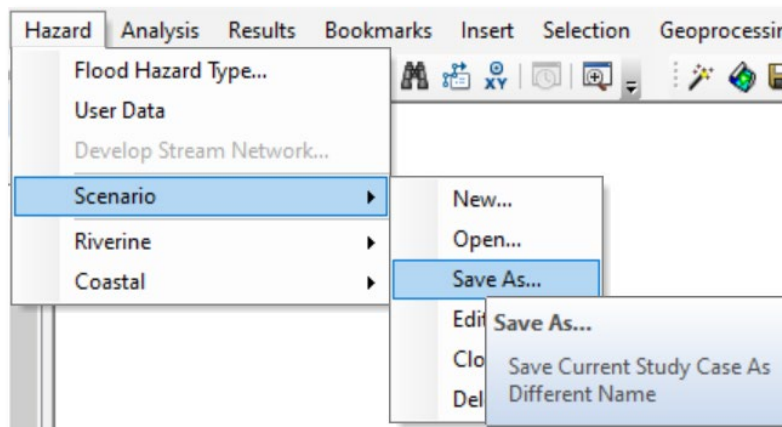 Hazard Analysis Results Bookmarks Insert Selection
Flood Hazard Type...
XY
User Data
Develop Stream Network...
Scenario
New...
Riverine
Open...
Coastal
Save As...
Save As...
Save Current Study Case As
Different Name